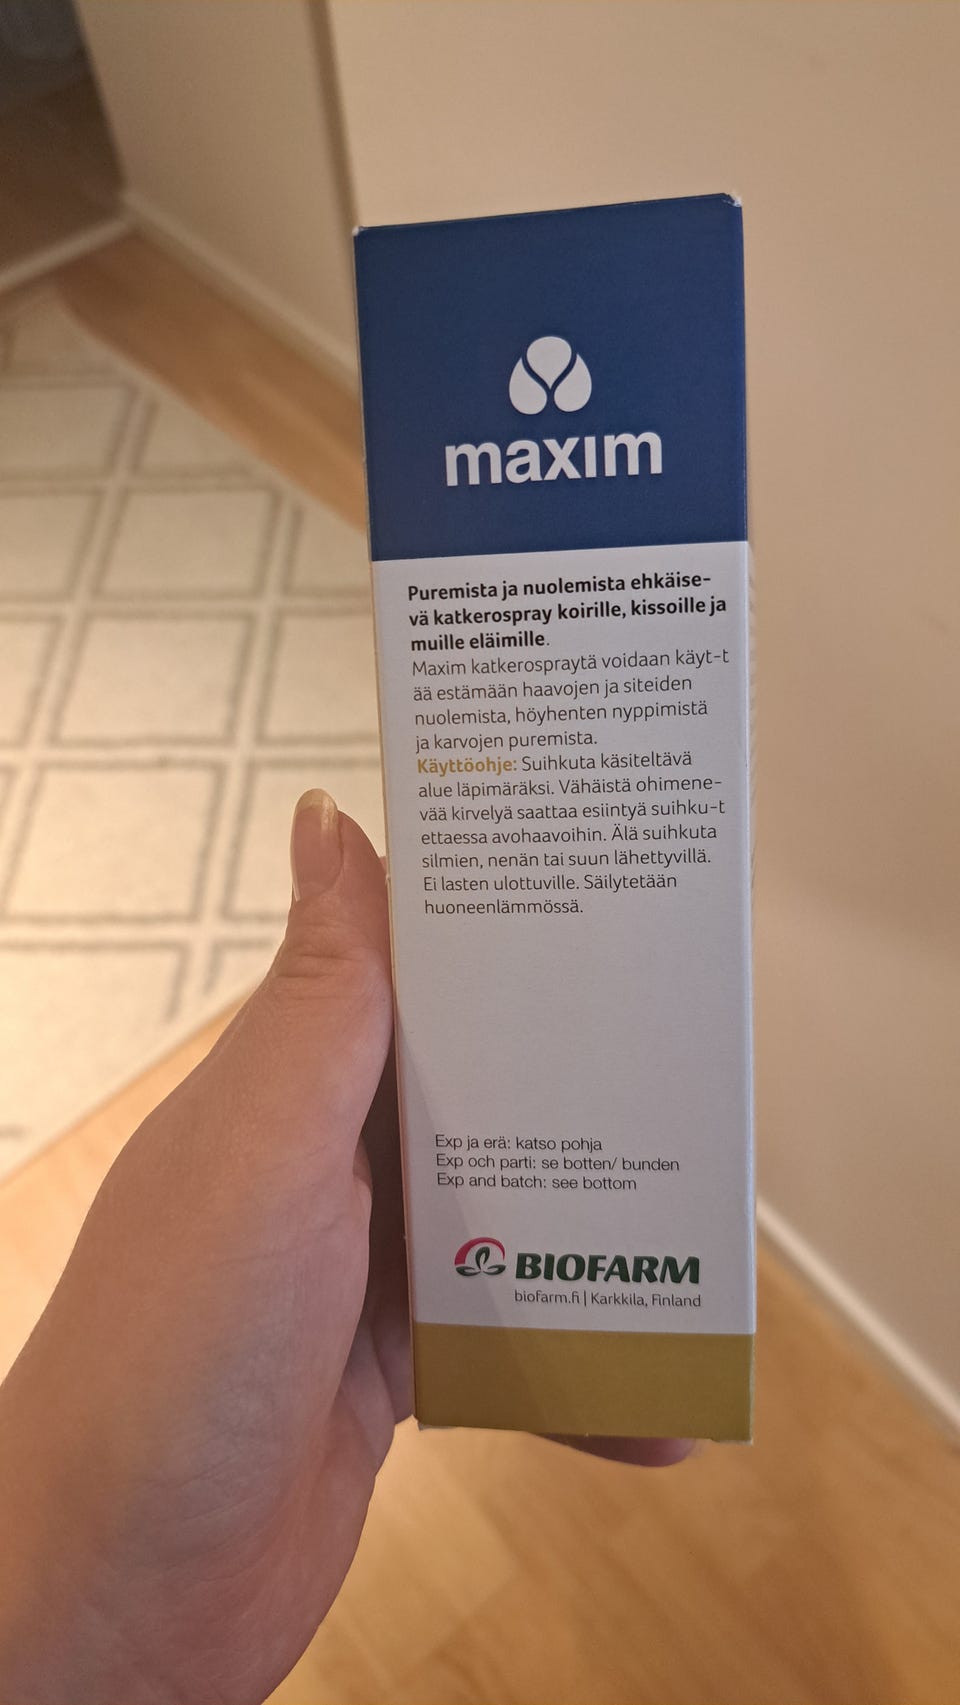 maxim
Puremista ja nuolemista ehkäise-
vä katkerospray koirille, kissoille ja
muille eläimille.
Maxim katkerospraytä voidaan käyt-t
ää estämään haavojen ja siteiden
nuolemista, höyhenten nyppimistä
ja karvojen puremista.
Käyttöohje: Suihkuta käsiteltävä
alue läpimäräksi. Vähäistä ohimene-
vää kirvelyä saattaa esiintyä suihku-t
ettaessa avohaavoihin. Älä suihkuta
silmien, nenän tai suun lähettyvillä.
Ei lasten ulottuville. Säilytetään
huoneenlämmössä.
Exp ja erä: katso pohja
Exp och parti: se botten/ bunden
Exp and batch: see bottom
BIOFARM
biofarm.fi | Karkkila, Finland